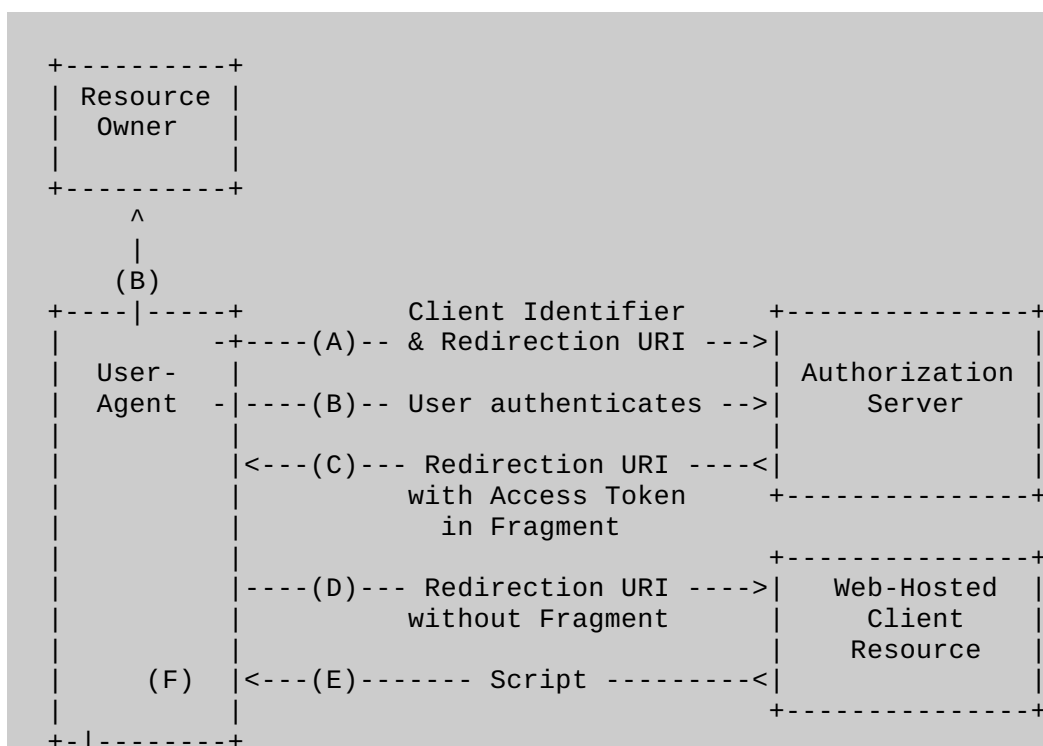 +----------+
| Resource |
|  Owner   |
|          |
+----------+
     ^
     |
    (B)
+----|-----+          Client Identifier     +---------------+
|         -+----(A)-- & Redirection URI --->|               |
|  User-   |                                | Authorization |
|  Agent  -|----(B)-- User authenticates -->|     Server    |
|          |                                |               |
|          |<---(C)--- Redirection URI ----<|               |
|          |          with Access Token     +---------------+
|          |            in Fragment
|          |                                +---------------+
|          |----(D)--- Redirection URI ---->|   Web-Hosted  |
|          |          without Fragment      |     Client    |
|          |                                |    Resource   |
|     (F)  |<---(E)------- Script ---------<|               |
|          |                                +---------------+
+-|--------+